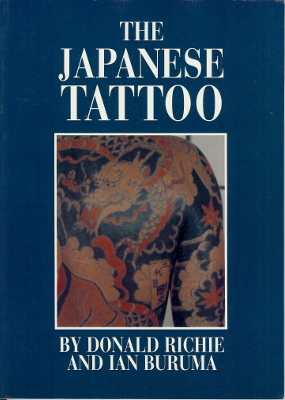 THE
JAPANESE
TATTOO
BY DONALD RICHIE
AND IAN BURUMA